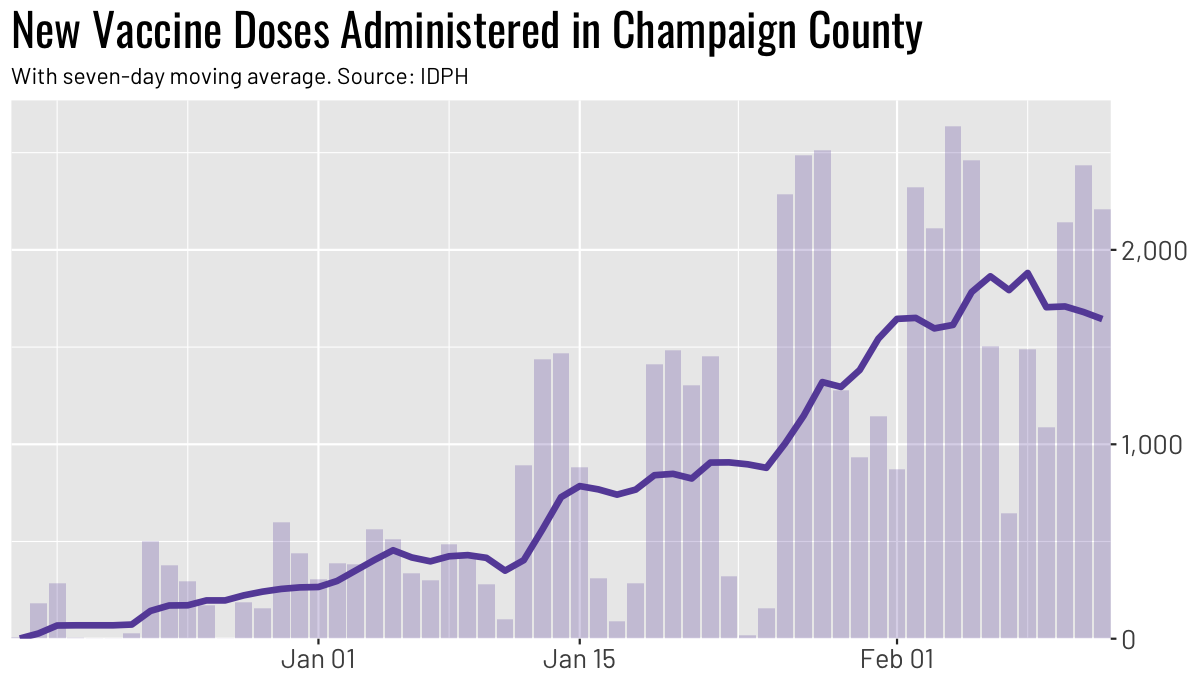 New Vaccine Doses Administered in Champaign County
With seven-day moving average. Source: IDPH
2,000
1,000
0
Jan 01
Jan 15
Feb 01